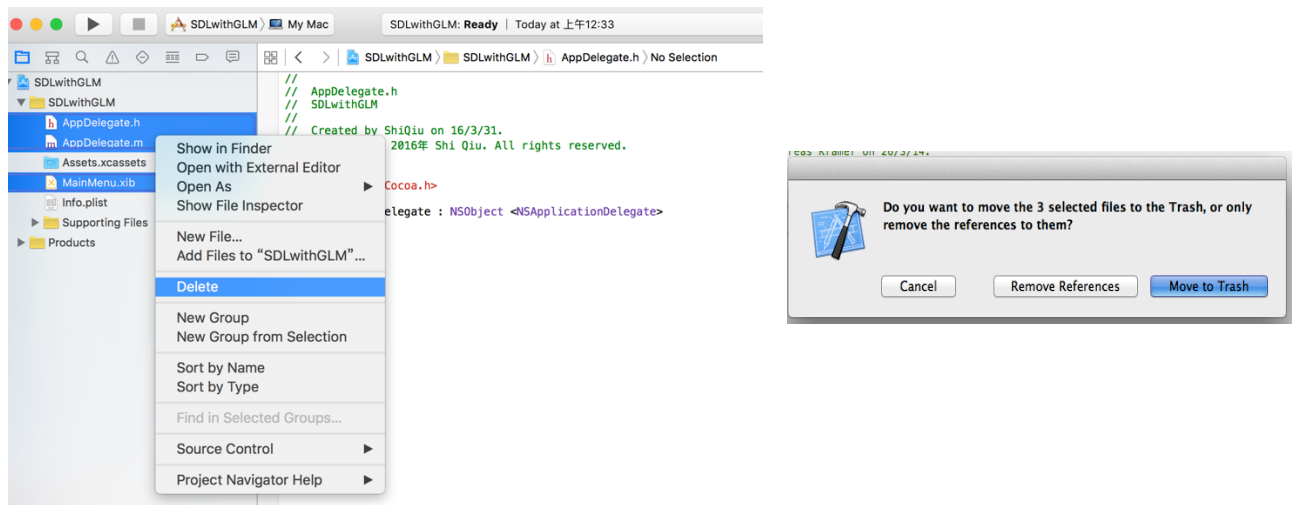 SDLwithGLM 〉 My Mac
SDLwithGLM: Ready | Today at 上午12:33
SDLwithGLM 〉 SDLwithGLM 〉 h AppDelegate.h 〉 No Selection
SDLwithGLM
SDLwithGLM
h AppDelegate.h
m AppDelegate.m
Assets.xcassets
MainMenu.xib
Info.plist
Supporting Files
Products
//
// AppDelegate.h
// SDLwithGLM
//
// Created by ShiQiu on 16/3/31.
2016年 Shi Qiu. All rights reserved.
Cocoa.h>
elegate : NSObject <NSApplicationDelegate>
Show in Finder
Open with External Editor
Open As
Show File Inspector
New File...
Add Files to “SDLwithGLM”...
Delete
New Group
New Group from Selection
Sort by Name
Sort by Type
Find in Selected Groups...
Source Control
Project Navigator Help
Do you want to move the 3 selected files to the Trash, or only
remove the references to them?
Cancel
Remove References
Move to Trash